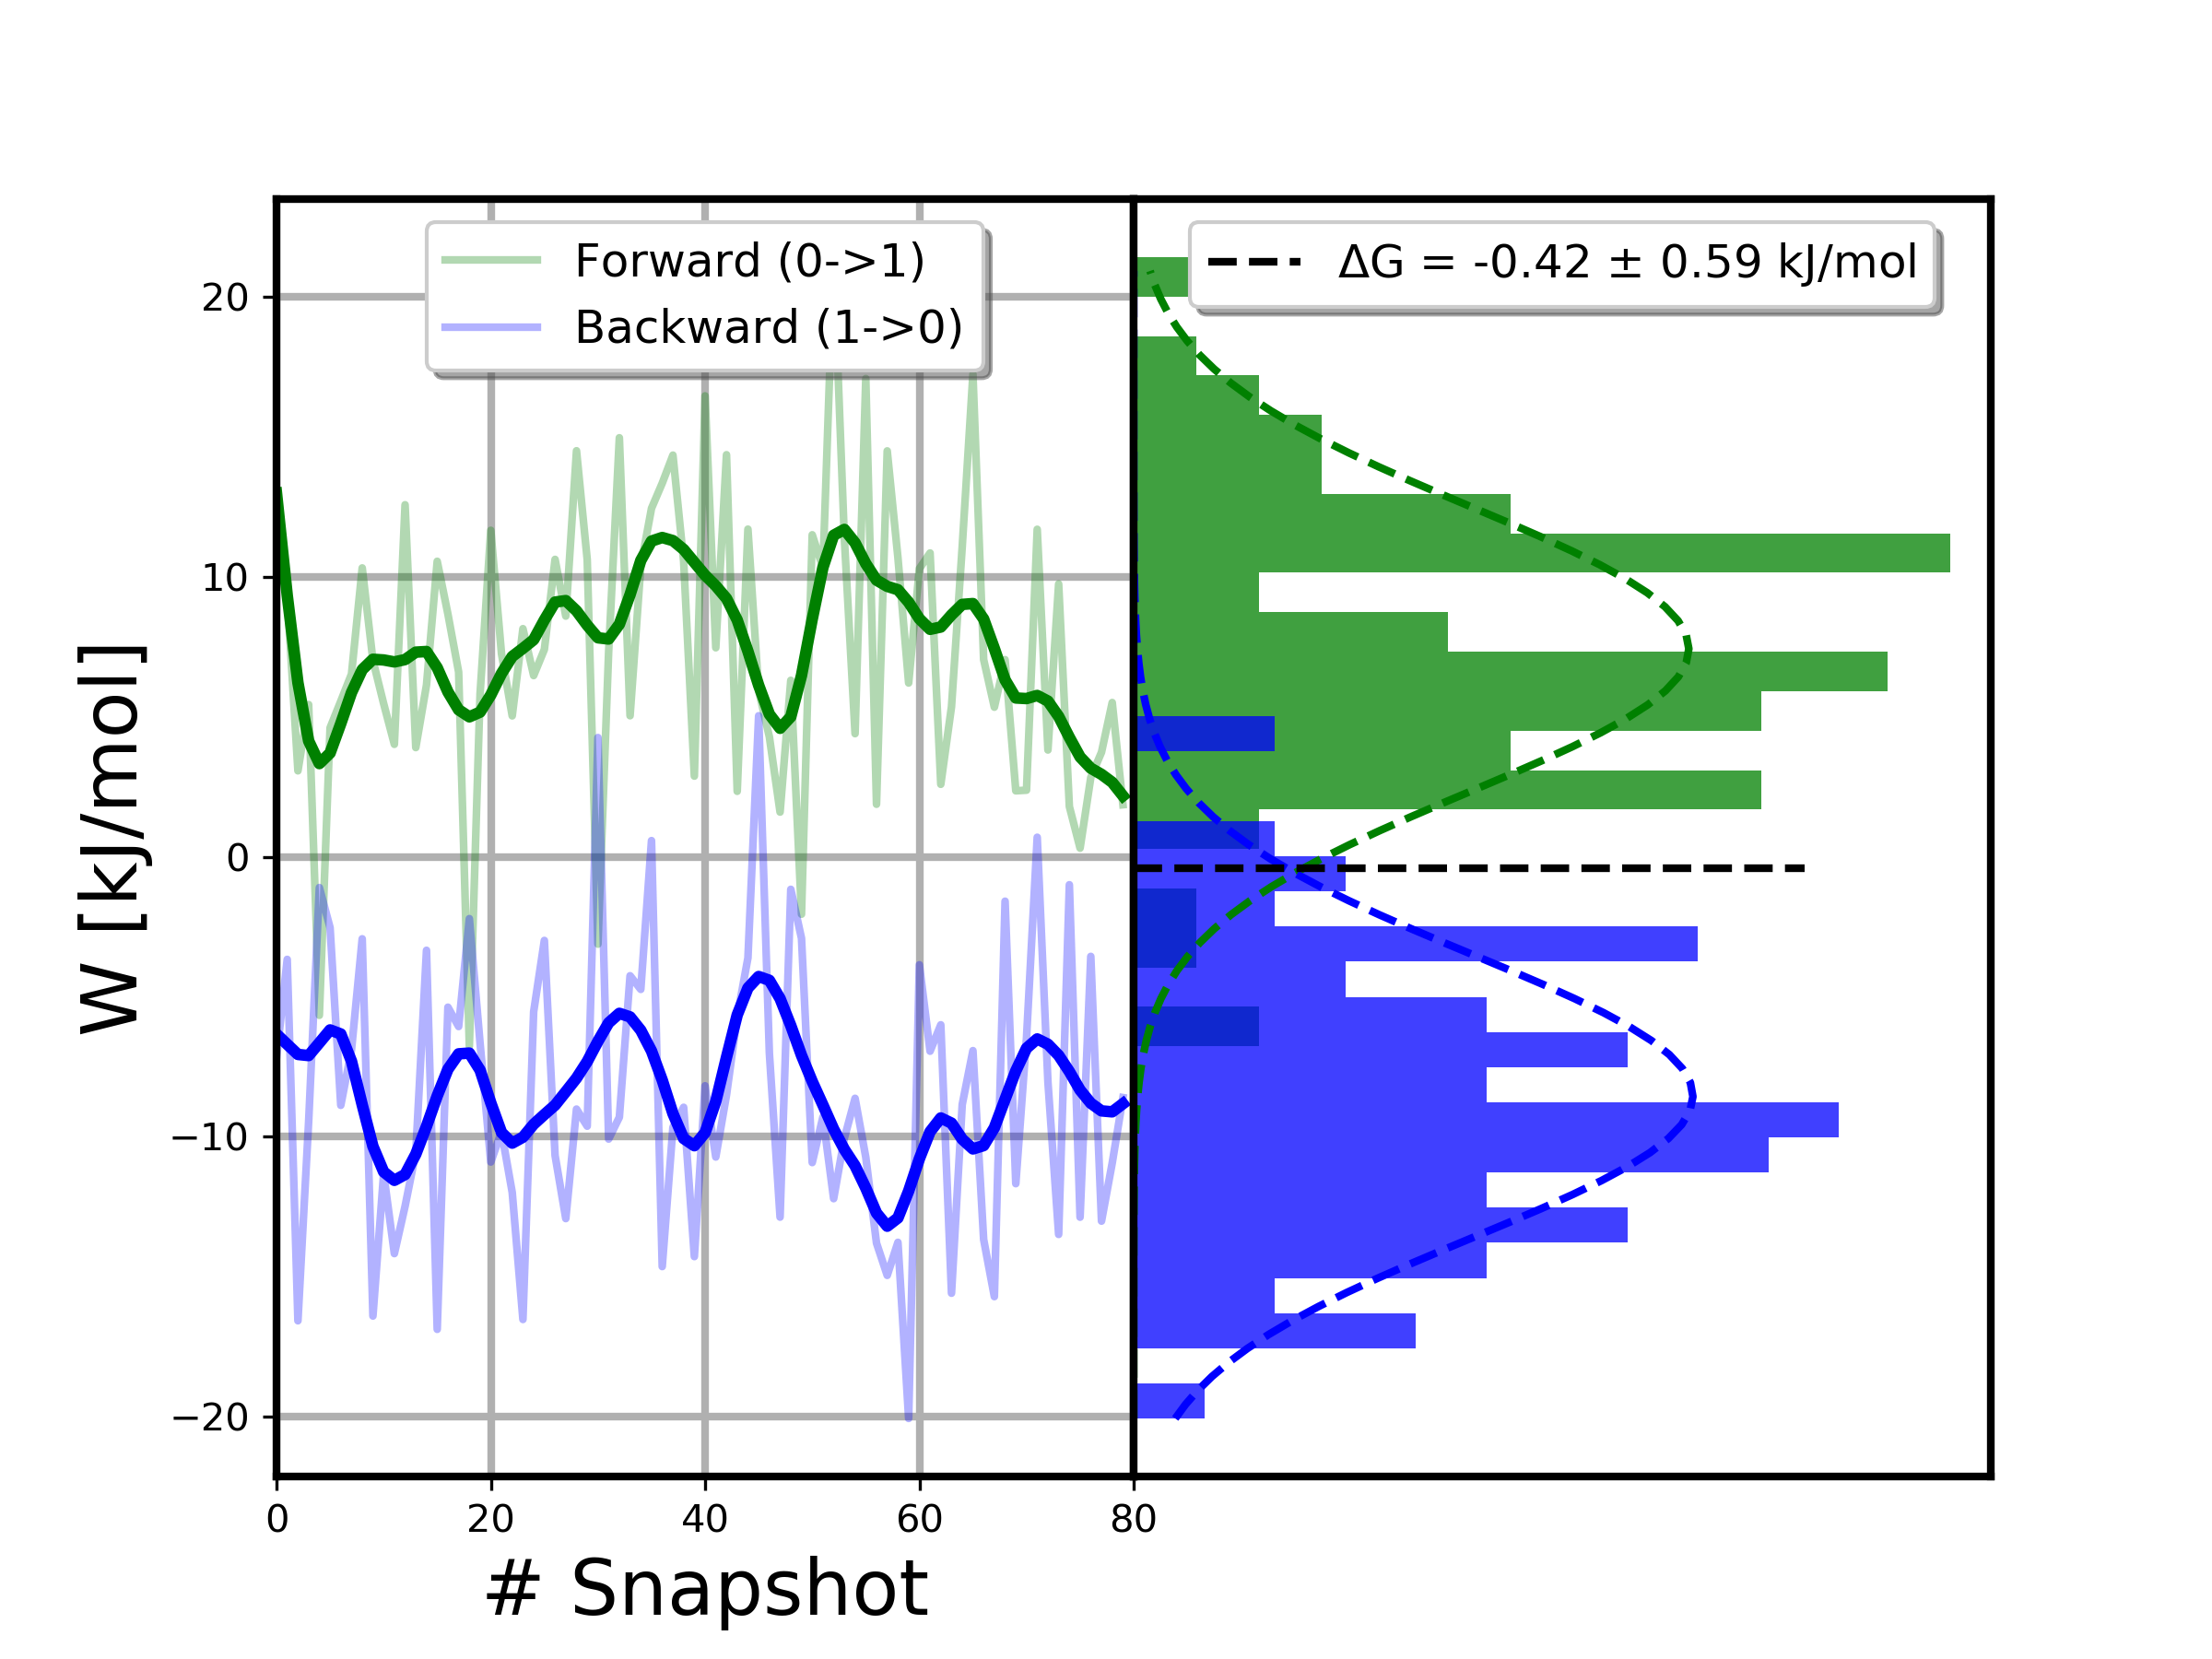 Forward (0->1)
Backward (1->0)
ΔG = -0.42 ± 0.59 kJ/mol
20
10
0
−10
−20
W [kJ/mol]
0 20 40 60 80
# Snapshot